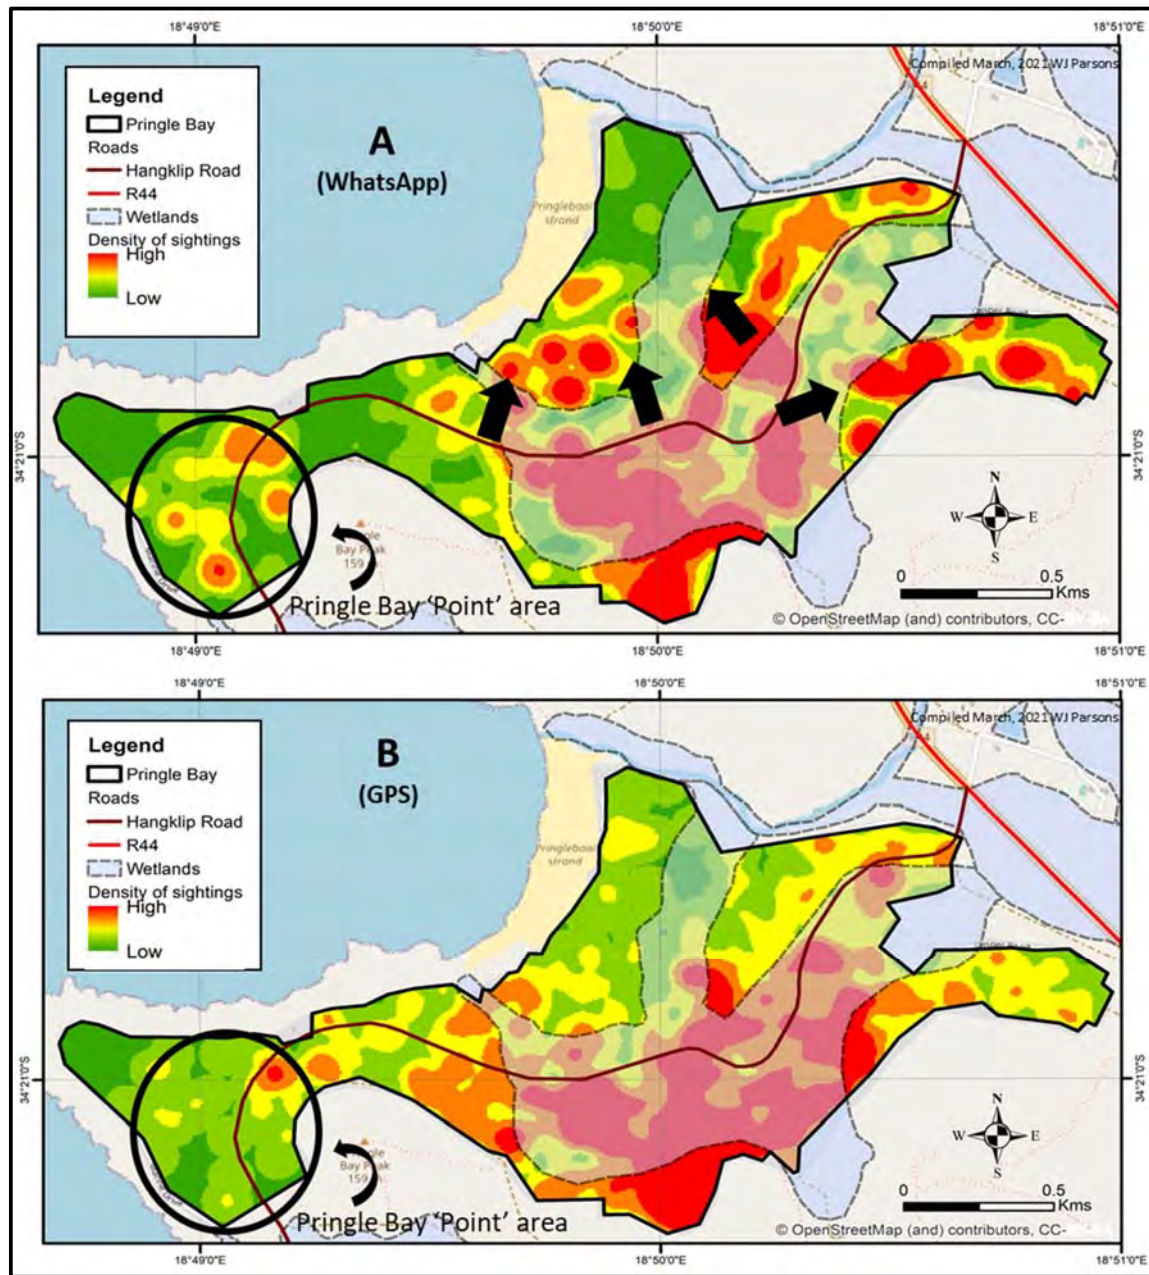 18°49'0"E
18°50'0"E
18°51'0"E
Compiled March, 2021 WJ Parsons
Legend
Pringle Bay
Roads
Hangklip Road
R44
Wetlands
Density of sightings
High
Low
A
(WhatsApp)
Pringlebaai
strand
34°21'0"S
34°21'0"S
Bay Peak
159
Pringle Bay 'Point' area
N
W
E
S
0
0.5
Kms
© OpenStreetMap (and) contributors, CC-
18°49'0"E
18°50'0"E
18°51'0"E
18°49'0"E
18°50'0"E
18°51'0"E
Compiled March, 2021 WJ Parsons
Legend
Pringle Bay
Roads
Hangklip Road
R44
Wetlands
Density of sightings
High
Low
B
(GPS)
Pringlebaai
strand
34°21'0"S
34°21'0"S
Bay Peak
159
Pringle Bay 'Point' area
N
W
E
S
0
0.5
Kms
© OpenStreetMap (and) contributors, CC-
18°49'0"E
18°50'0"E
18°51'0"E